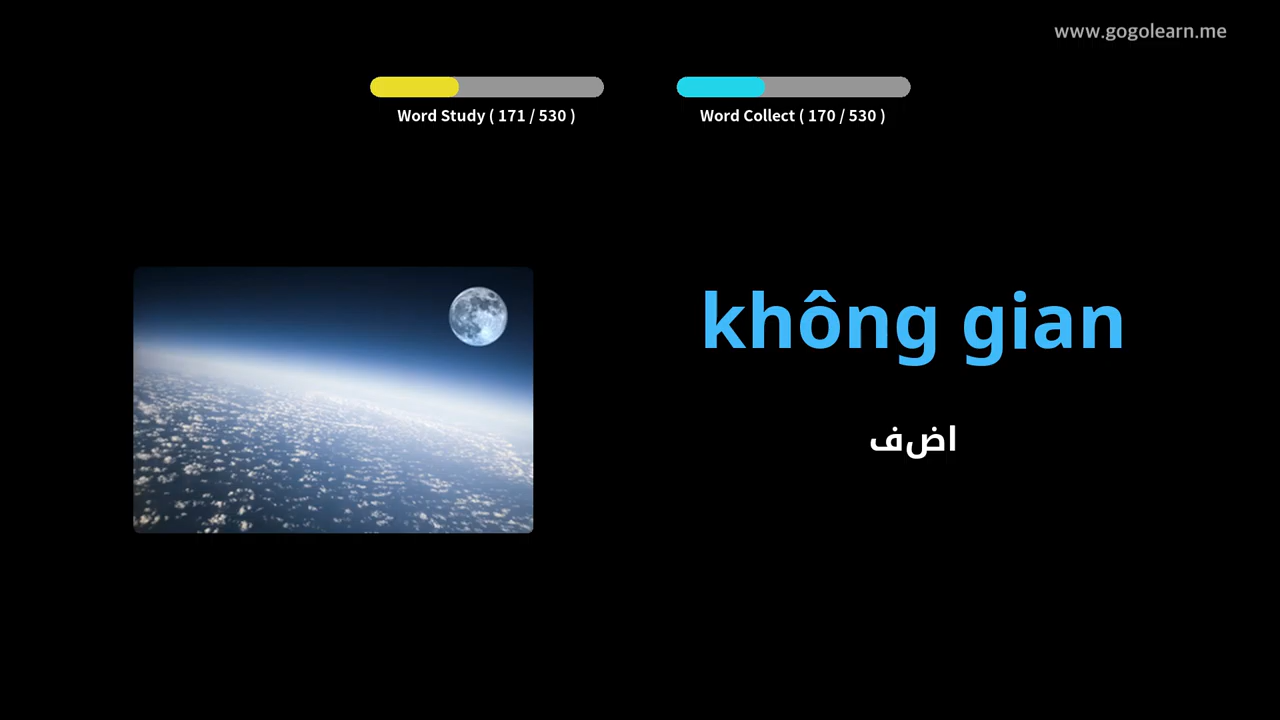 www.gogolearn.me
Word Study ( 171 / 530 )
Word Collect ( 170 / 530 )
không gian
اضف